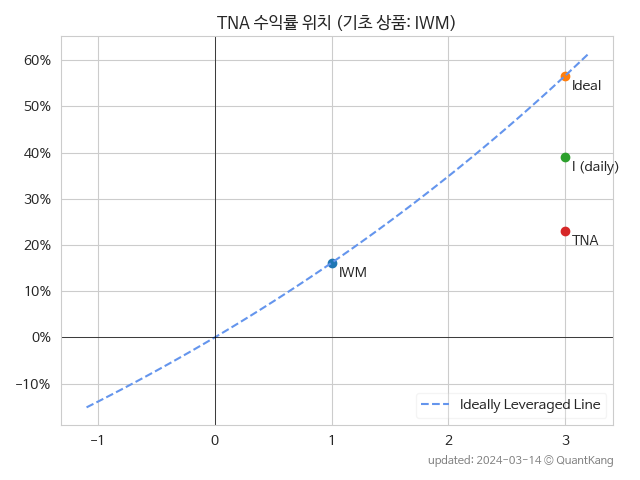 TNA 수익률 위치 (기초 상품: IWM)
60%
50%
40%
30%
20%
10%
0%
−10%
Ideal
I (daily)
TNA
IWM
Ideally Leveraged Line
−1
0
1
2
3
updated: 2024-03-14 © QuantKang